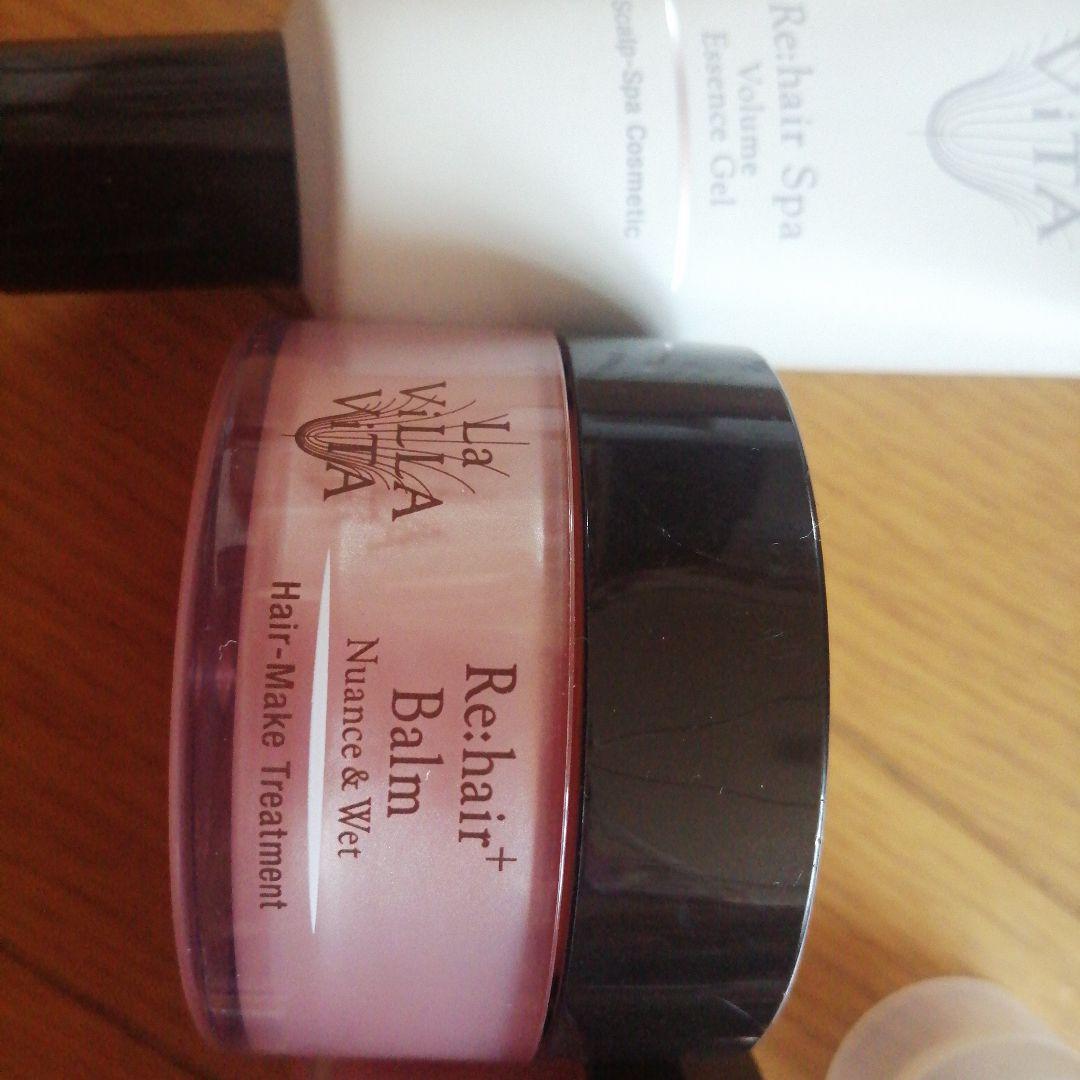 ViTA
Re:hair Spa
Volume
Essence Gel
Scalp-Spa Cosmetic
La
ViLLA
ViTA
Re:hair+
Balm
Nuance & Wet
Hair-Make Treatment